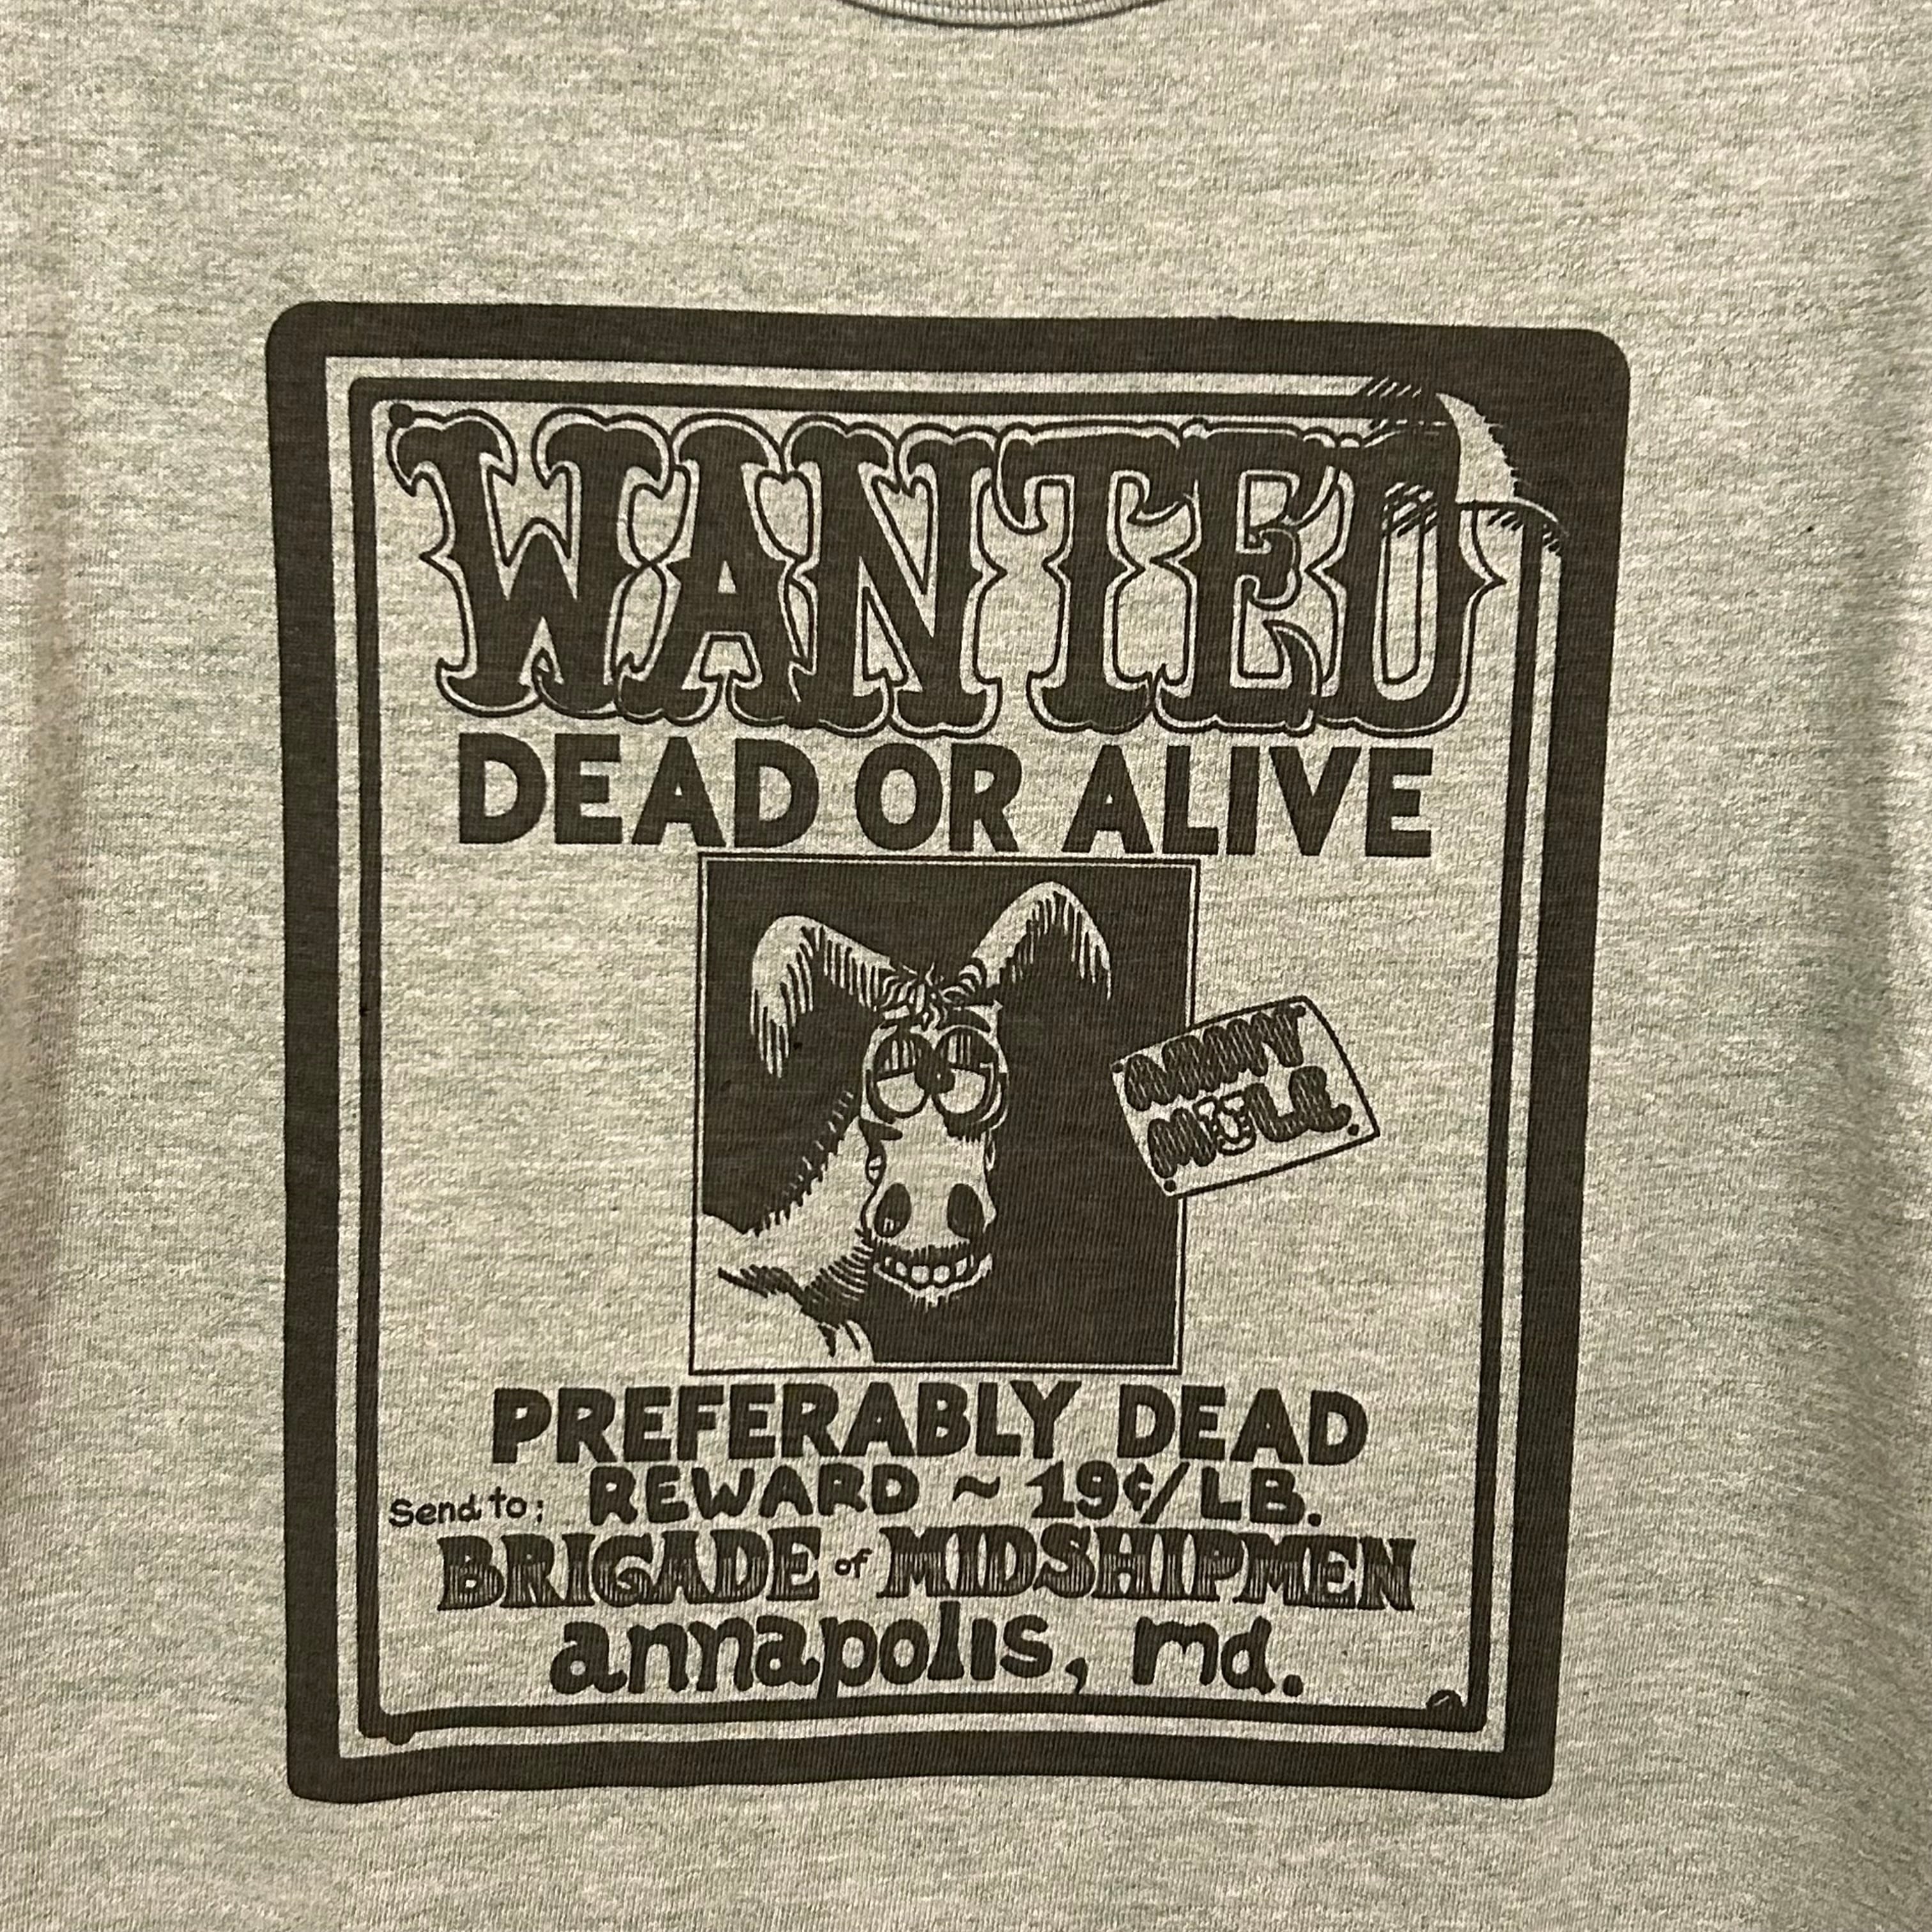 WANTED
DEAD OR ALIVE
ARMY
MULE
PREFERABLY DEAD
REWARD ~ 19¢/LB.
Send to:
BRIGADE of MIDSHIPMEN
annapolis, md.